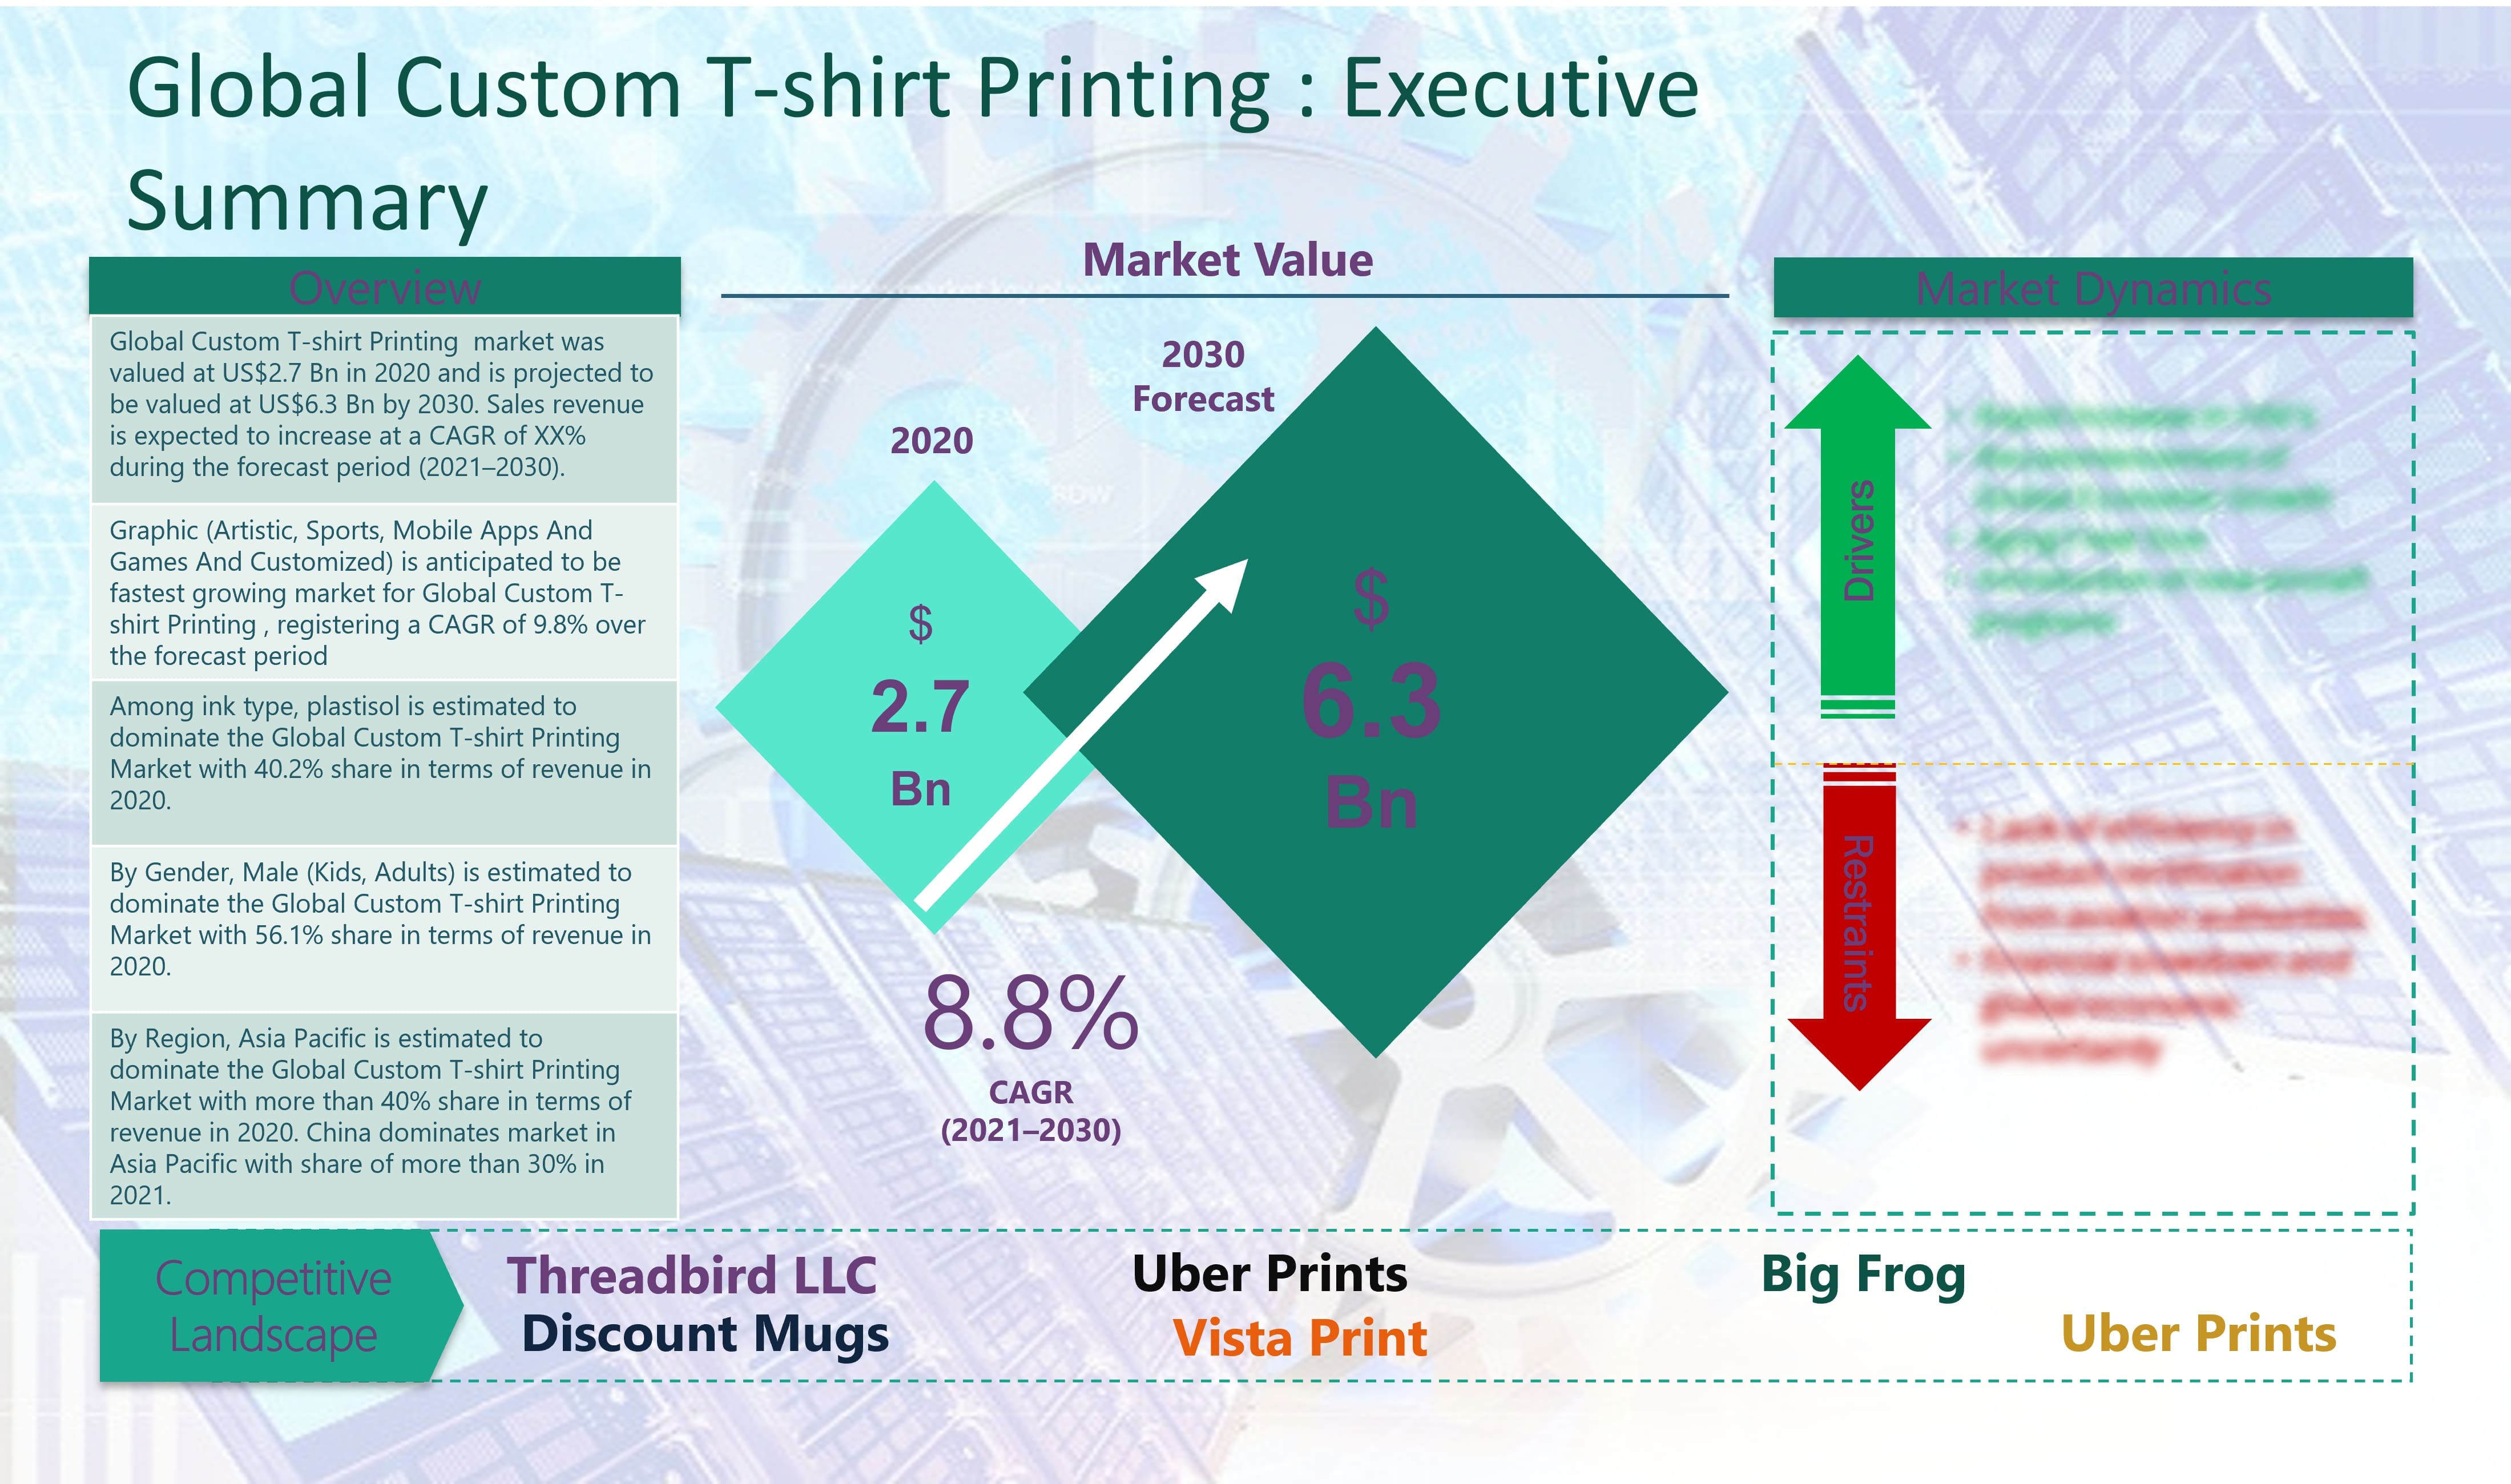 Global Custom T-shirt Printing : Executive
Summary
Overview
Global Custom T-shirt Printing  market was
valued at US$2.7 Bn in 2020 and is projected to
be valued at US$6.3 Bn by 2030. Sales revenue
is expected to increase at a CAGR of XX%
during the forecast period (2021–2030).
Graphic (Artistic, Sports, Mobile Apps And
Games And Customized) is anticipated to be
fastest growing market for Global Custom T-
shirt Printing , registering a CAGR of 9.8% over
the forecast period
Among ink type, plastisol is estimated to
dominate the Global Custom T-shirt Printing
Market with 40.2% share in terms of revenue in
2020.
By Gender, Male (Kids, Adults) is estimated to
dominate the Global Custom T-shirt Printing
Market with 56.1% share in terms of revenue in
2020.
By Region, Asia Pacific is estimated to
dominate the Global Custom T-shirt Printing
Market with more than 40% share in terms of
revenue in 2020. China dominates market in
Asia Pacific with share of more than 30% in
2021.
Market Value
2020
$
2.7
Bn
2030
Forecast
$
6.3
Bn
8.8%
CAGR
(2021–2030)
Market Dynamics
Drivers
Restraints
Competitive
Landscape
Threadbird LLC
Discount Mugs
Uber Prints
Vista Print
Big Frog
Uber Prints